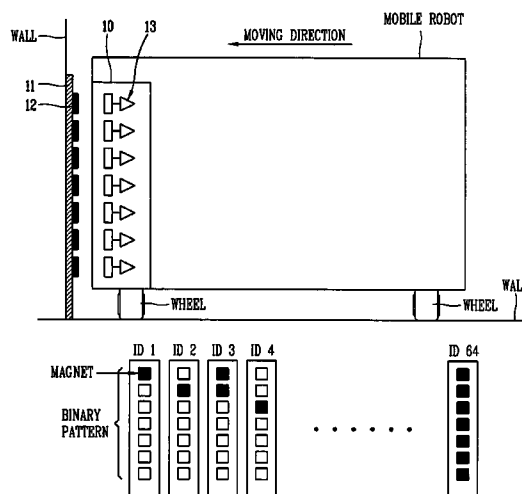 WALL
MOVING DIRECTION
MOBILE ROBOT
10
13
11
12
WHEEL
WHEEL
WAL
ID 1
ID 2
ID 3
ID 4
ID 64
MAGNET
BINARY
PATTERN